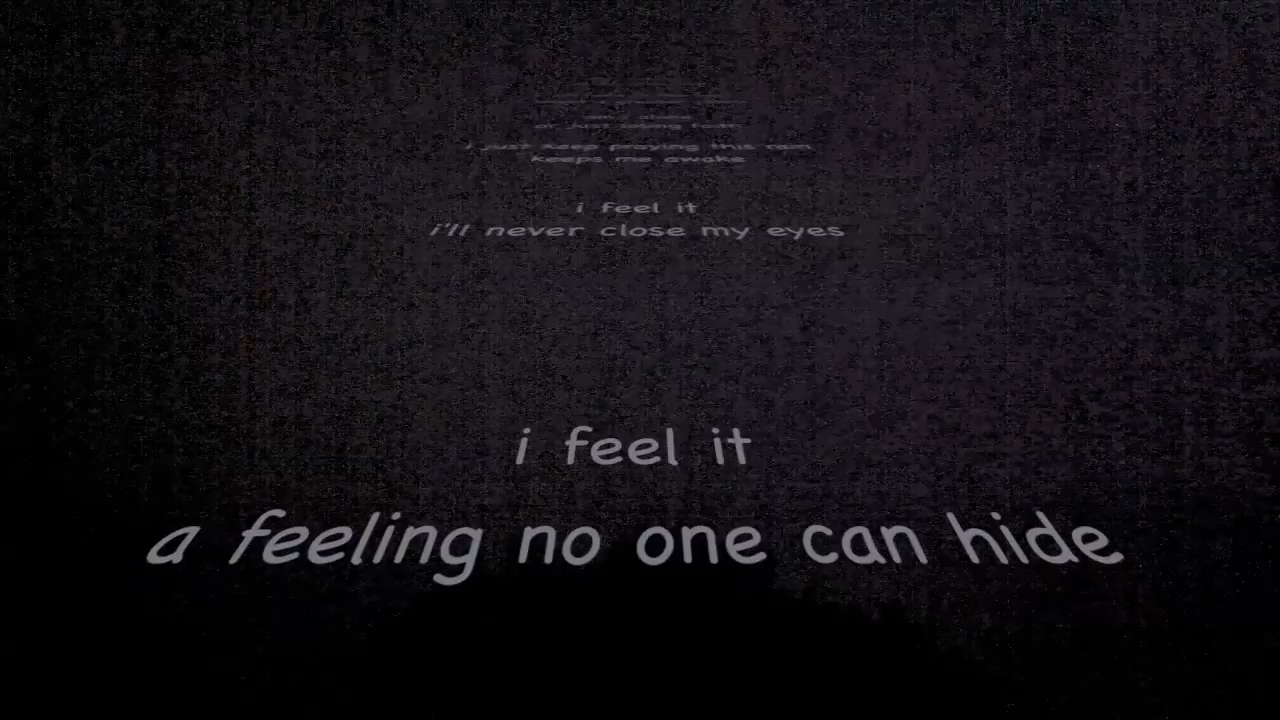 i just keep praying this rain
keeps me awake
i feel it
i'll never close my eyes
i feel it
a feeling no one can hide